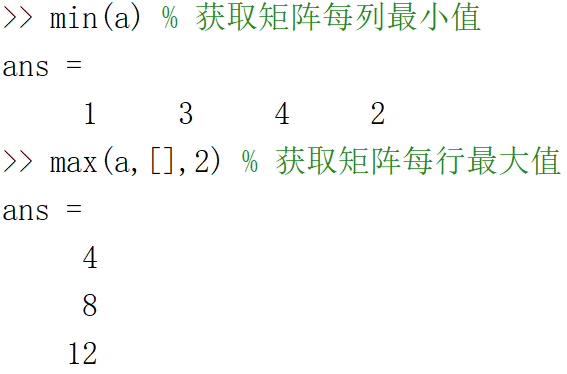 >> min(a) % 获取矩阵每列最小值
ans =
     1     3     4     2
>> max(a,[],2) % 获取矩阵每行最大值
ans =
     4
     8
    12